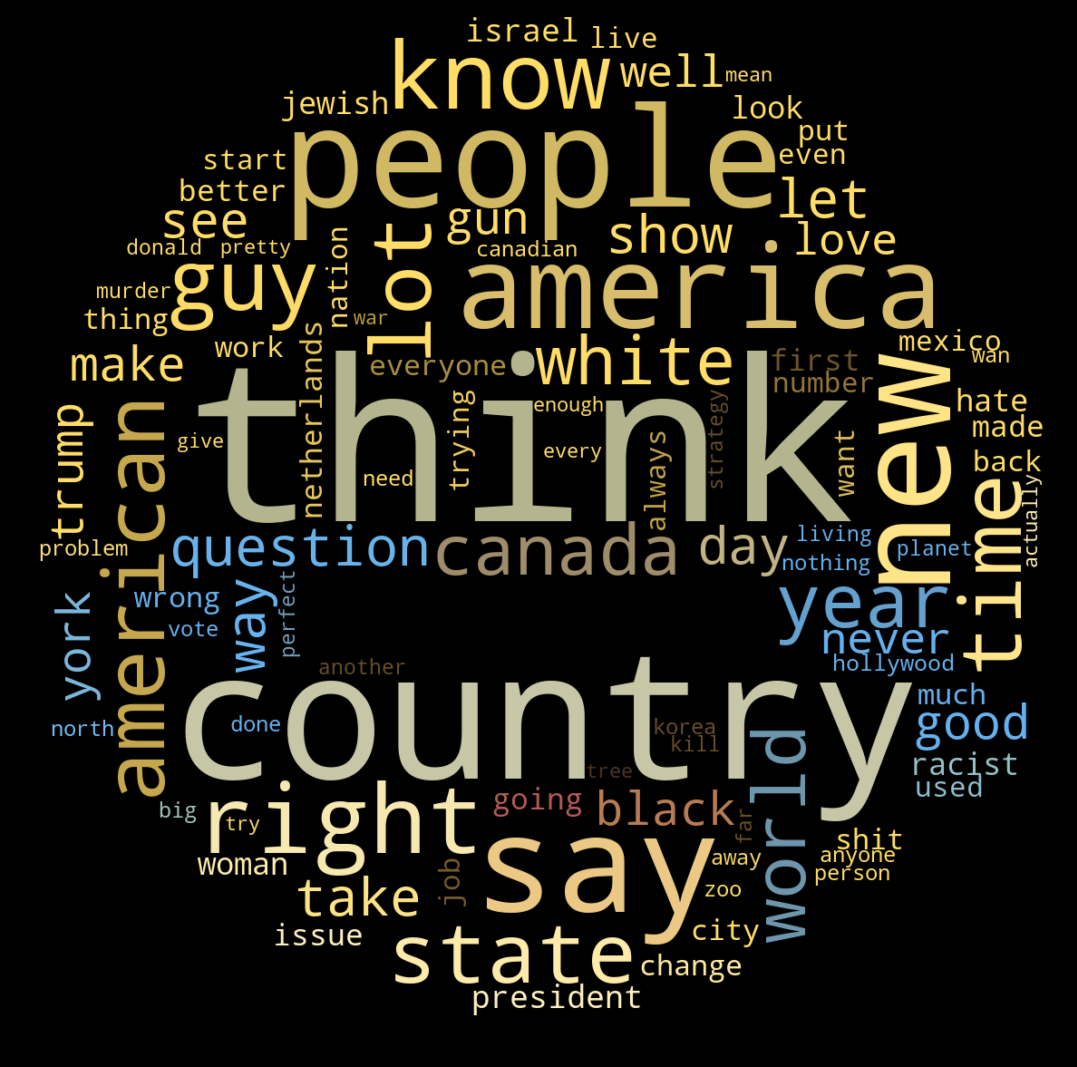 israel
live
know
well
mean
jewish
look
people
put
even
start
better
let
see
lot
gun
show
love
donald
pretty
canadian
guy
nation
america
murder
thing
war
make
work
everyone
white
first
mexico
wan
number
netherlands
think
new
hate
trump
american
trying
enough
strategy
made
give
every
always
want
back
need
time
actually
problem
question
canada
day
living
nothing
planet
york
wrong
way
perfect
year
vote
never
another
hollywood
country
much
north
done
korea
kill
world
good
tree
racist
used
big
right
going
black
try
say
far
shit
woman
job
away
anyone
person
take
zoo
issue
state
city
change
president